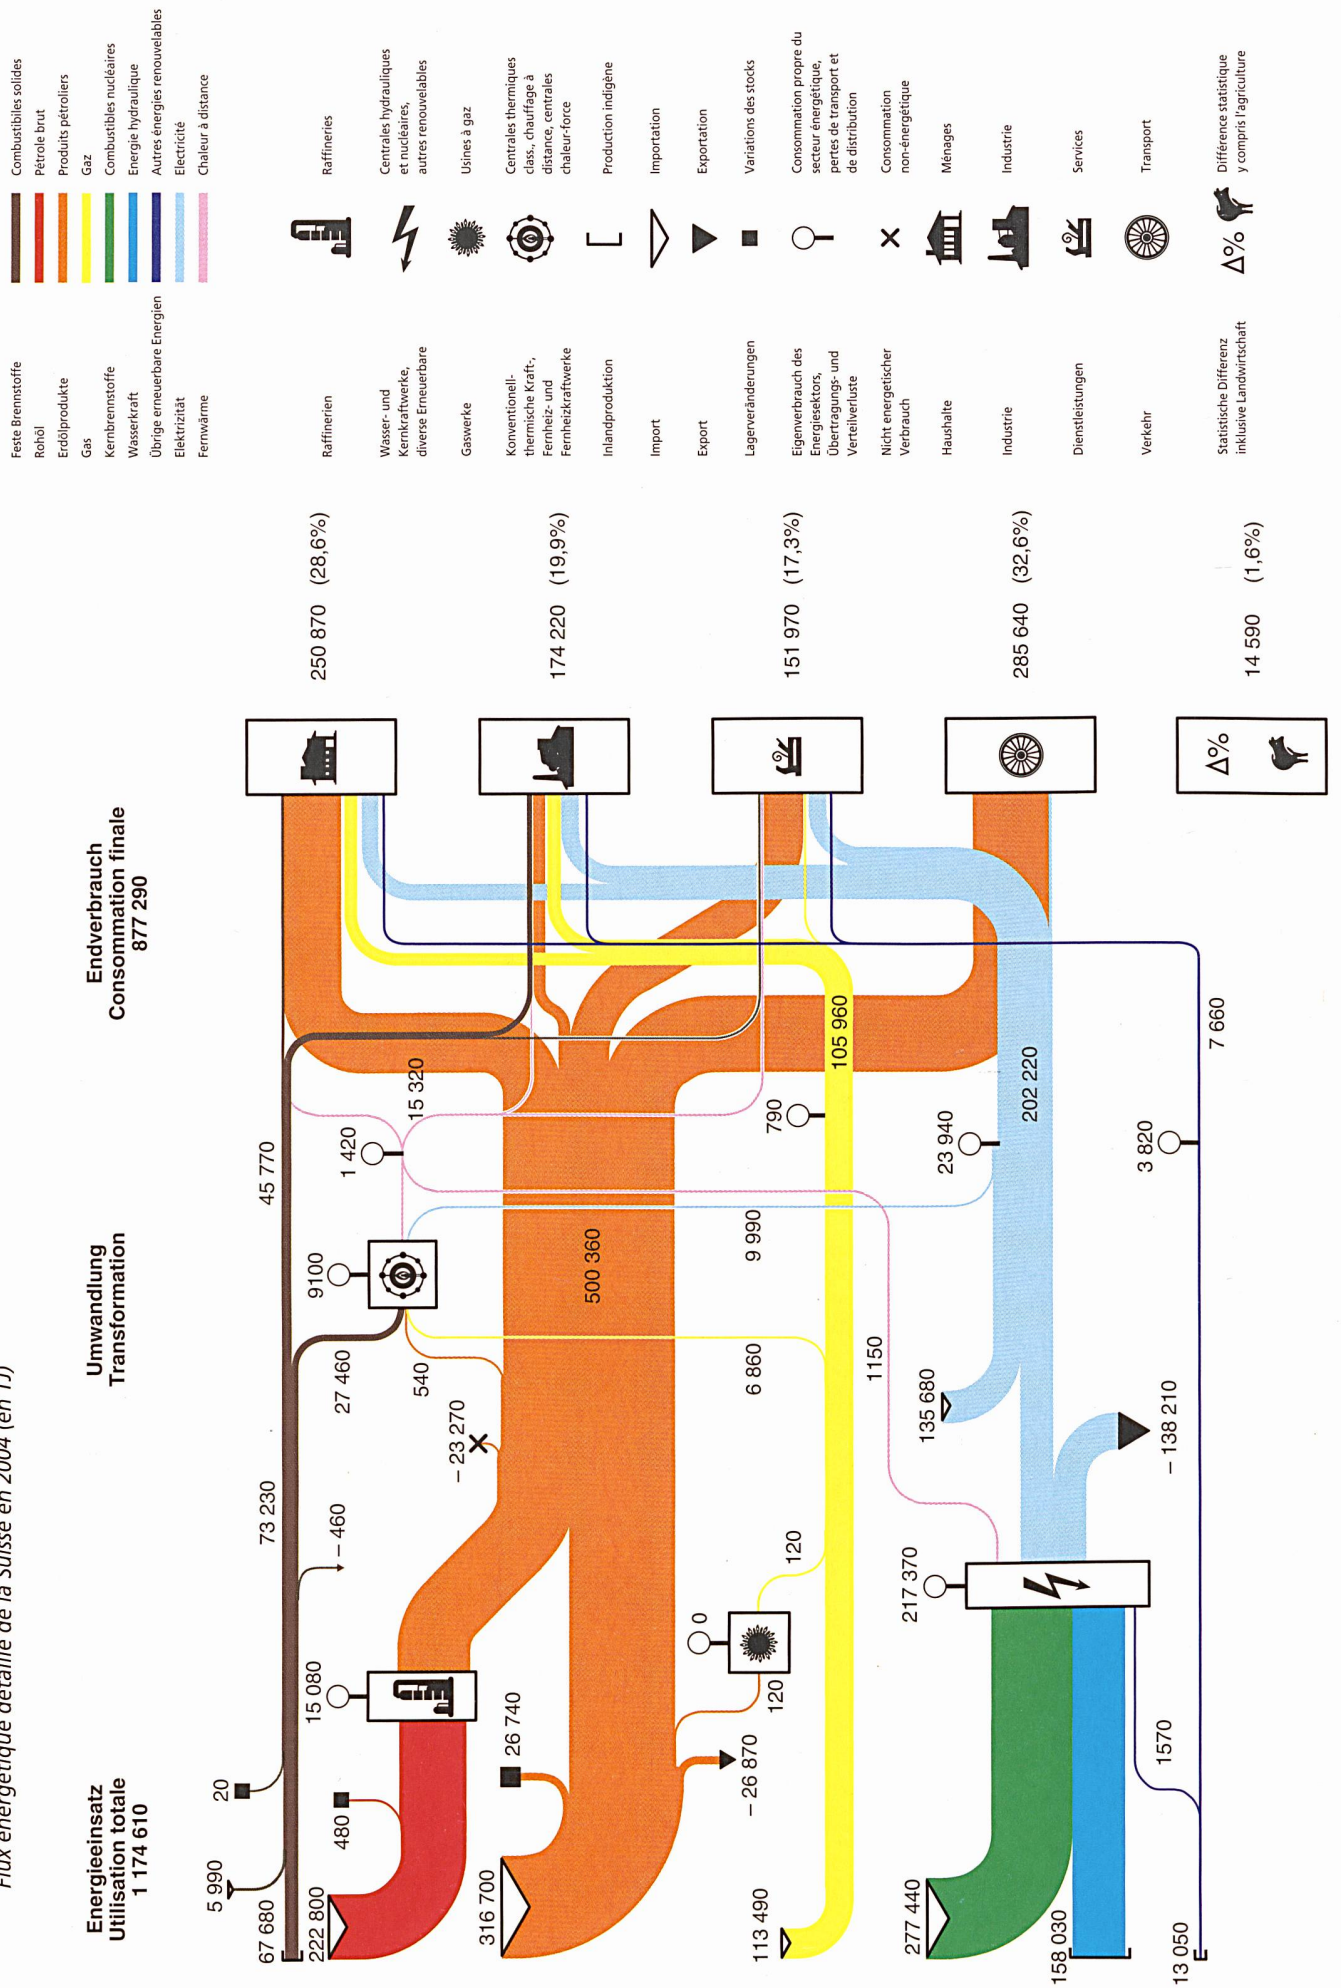 Flux énergétique détaillé de la Suisse en 2004 (en TJ)
Energieeinsatz
Utilisation totale
1 174 610
Umwandlung
Transformation
Endverbrauch
Consommation finale
877 290
5 990
20
67 680
73 230
– 460
27 460
9100
45 770
1 420
15 320
250 870 (28,6%)
222 800
480
15 080
540
– 23 270
316 700
26 740
500 360
174 220 (19,9%)
– 26 870
0
120
120
113 490
6 860
9 990
790
105 960
151 970 (17,3%)
1150
277 440
217 370
135 680
23 940
202 220
285 640 (32,6%)
158 030
– 138 210
1570
13 050
3 820
7 660
Δ%
14 590 (1,6%)
Feste Brennstoffe
Combustibiles solides
Rohöl
Pétrole brut
Erdölprodukte
Produits pétroliers
Gas
Gaz
Kernbrennstoffe
Combustibles nucléaires
Wasserkraft
Energie hydraulique
Übrige erneuerbare Energien
Autres énergies renouvelables
Elektrizität
Electricité
Fernwärme
Chaleur à distance
Raffinerien
Raffineries
Wasser- und
Kernkraftwerke,
diverse Erneuerbare
Centrales hydrauliques
et nucléaires,
autres renouvelables
Gaswerke
Usines à gaz
Konventionell-
thermische Kraft-,
Fernheiz- und
Fernheizkraftwerke
Centrales thermiques
class., chauffage à
distance, centrales
chaleur-force
Inlandproduktion
Production indigène
Import
Importation
Export
Exportation
Lagerveränderungen
Variations des stocks
Eigenverbrauch des
Energiesektors,
Übertragungs- und
Verteilverluste
Consommation propre du
secteur énergétique,
pertes de transport et
de distribution
Nicht energetischer
Verbrauch
Consommation
non-énergétique
Haushalte
Ménages
Industrie
Industrie
Dienstleistungen
Services
Verkehr
Transport
Statistische Differenz
inklusive Landwirtschaft
Δ%
Différence statistique
y compris l'agriculture